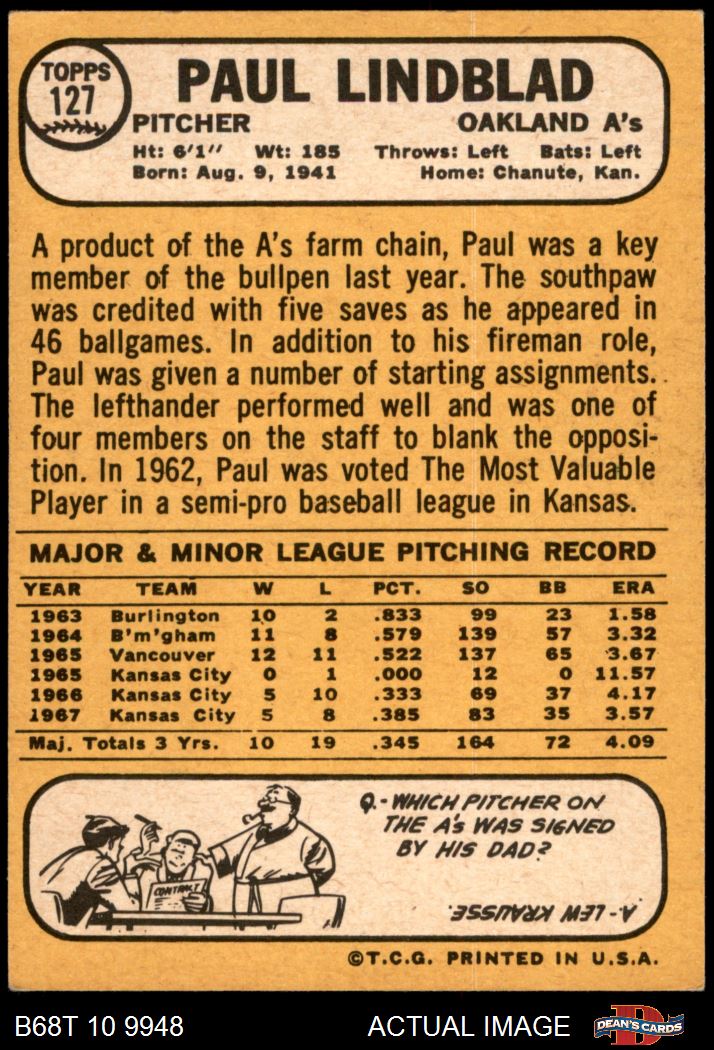 TOPPS
127
PAUL LINDBLAD
PITCHER OAKLAND A's
Ht: 6'1" Wt: 185 Throws: Left Bats: Left
Born: Aug. 9, 1941 Home: Chanute, Kan.
A product of the A's farm chain, Paul was a key
member of the bullpen last year. The southpaw
was credited with five saves as he appeared in
46 ballgames. In addition to his fireman role,
Paul was given a number of starting assignments.
The lefthander performed well and was one of
four members on the staff to blank the opposi-
tion. In 1962, Paul was voted The Most Valuable
Player in a semi-pro baseball league in Kansas.
MAJOR & MINOR LEAGUE PITCHING RECORD
YEAR TEAM W L PCT. SO BB ERA
1963 Burlington 10 2 .833 99 23 1.58
1964 B'm'gham 11 8 .579 139 57 3.32
1965 Vancouver 12 11 .522 137 65 3.67
1965 Kansas City 0 1 .000 12 0 11.57
1966 Kansas City 5 10 .333 69 37 4.17
1967 Kansas City 5 8 .385 83 35 3.57
Maj. Totals 3 Yrs. 10 19 .345 164 72 4.09
Q.- WHICH PITCHER ON
THE A's WAS SIGNED
BY HIS DAD?
CONTRACT
A- LEW KRAUSSE.
©T.C.G. PRINTED IN U.S.A.
B68T 10 9948 ACTUAL IMAGE
D
DEAN'S CARDS